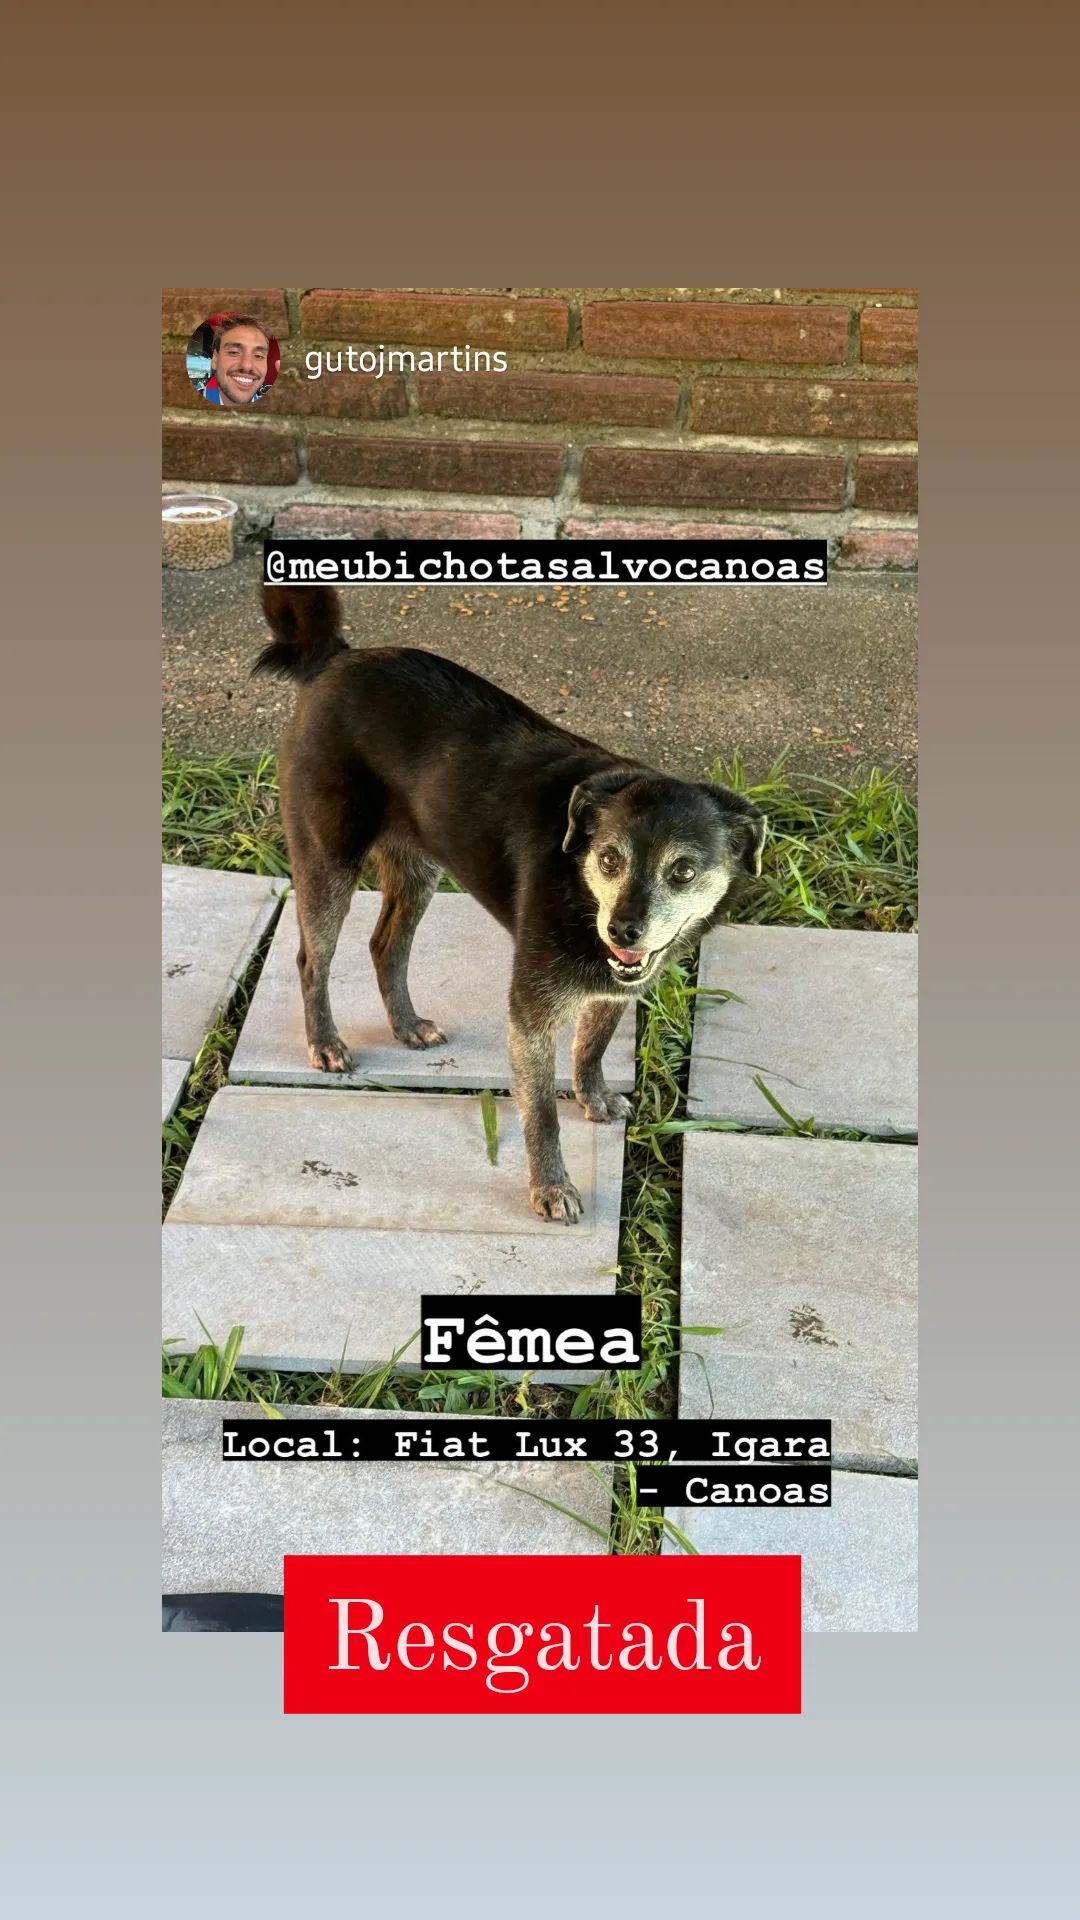 gutojmartins
@meubichotasalvocanoas
Fêmea
Local: Fiat Lux 33, Igara
- Canoas
Resgatada